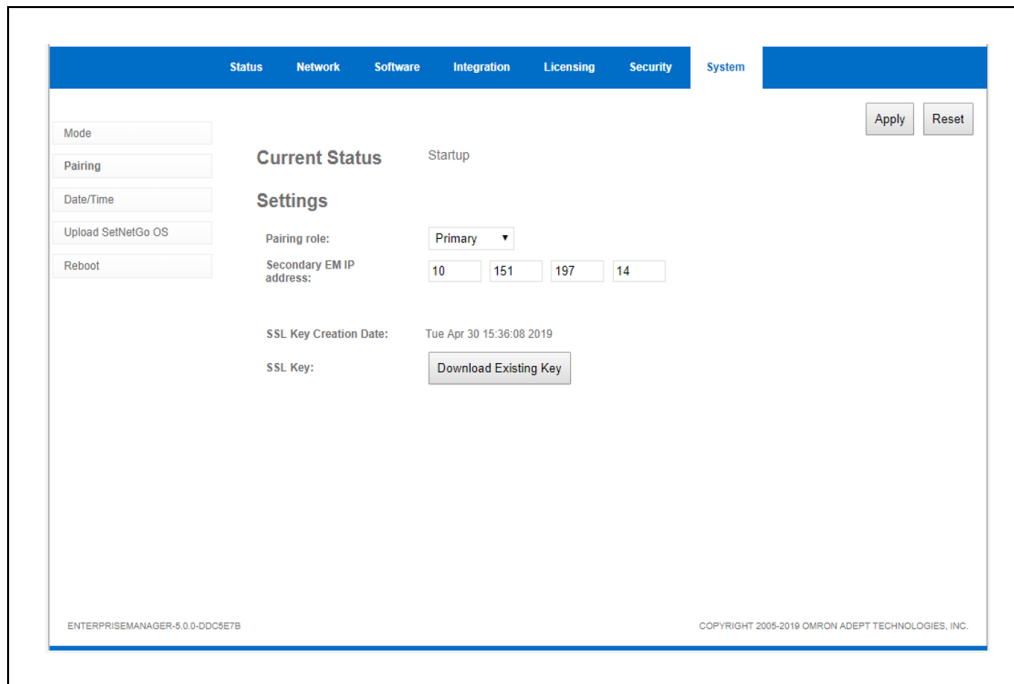 Status Network Software Integration Licensing Security System
Apply Reset
Mode
Pairing
Date/Time
Upload SetNetGo OS
Reboot
Current Status Startup
Settings
Pairing role: Primary
Secondary EM IP
address: 10 151 197 14
SSL Key Creation Date: Tue Apr 30 15:36:08 2019
SSL Key: Download Existing Key
ENTERPRISEMANAGER-5.0.0-DDC5E7B COPYRIGHT 2005-2019 OMRON ADEPT TECHNOLOGIES, INC.